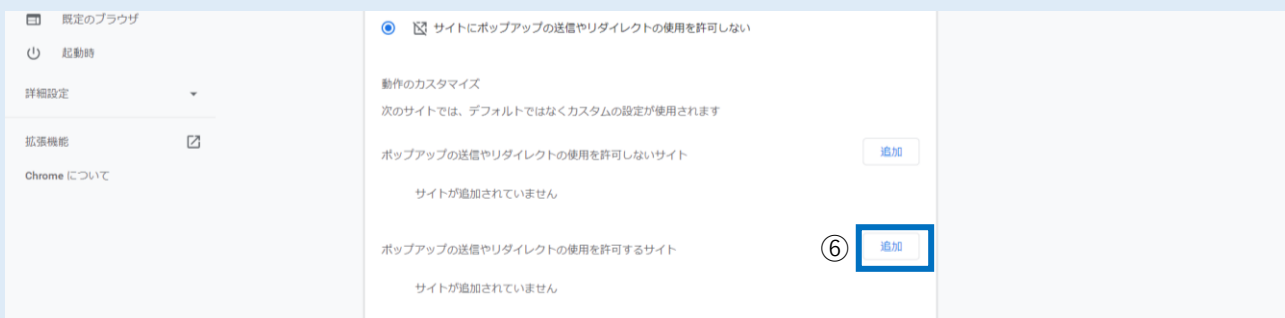 既定のブラウザ
起動時
詳細設定
拡張機能
Chrome について
サイトにポップアップの送信やリダイレクトの使用を許可しない
動作のカスタマイズ
次のサイトでは、デフォルトではなくカスタムの設定が使用されます
ポップアップの送信やリダイレクトの使用を許可しないサイト 追加
サイトが追加されていません
ポップアップの送信やリダイレクトの使用を許可するサイト ⑥ 追加
サイトが追加されていません